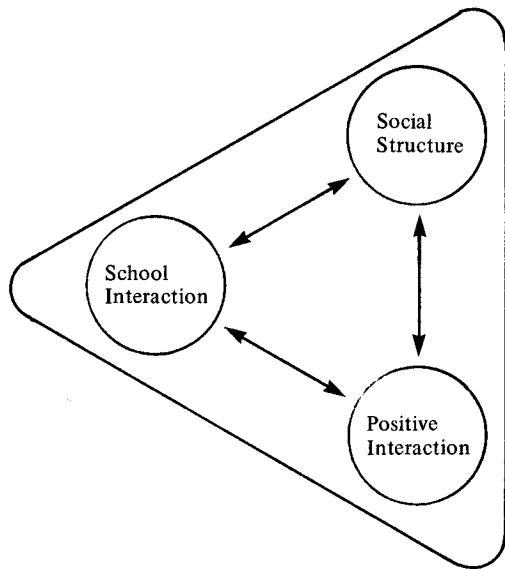 Social
Structure
School
Interaction
Positive
Interaction